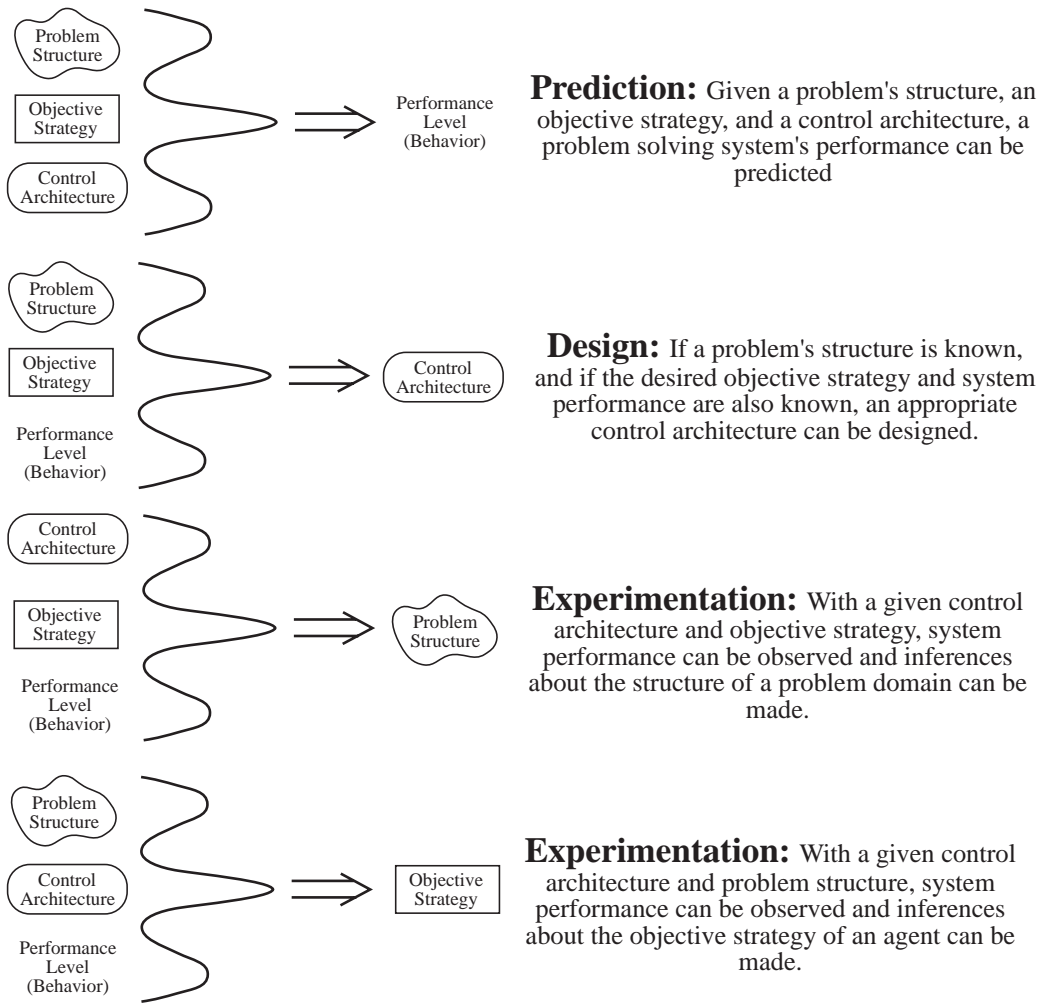 Problem
Structure
Objective
Strategy
Control
Architecture
Performance
Level
(Behavior)
Prediction: Given a problem's structure, an
objective strategy, and a control architecture, a
problem solving system's performance can be
predicted
Problem
Structure
Objective
Strategy
Performance
Level
(Behavior)
Control
Architecture
Design: If a problem's structure is known,
and if the desired objective strategy and system
performance are also known, an appropriate
control architecture can be designed.
Control
Architecture
Objective
Strategy
Performance
Level
(Behavior)
Problem
Structure
Experimentation: With a given control
architecture and objective strategy, system
performance can be observed and inferences
about the structure of a problem domain can be
made.
Problem
Structure
Control
Architecture
Performance
Level
(Behavior)
Objective
Strategy
Experimentation: With a given control
architecture and problem structure, system
performance can be observed and inferences
about the objective strategy of an agent can be
made.